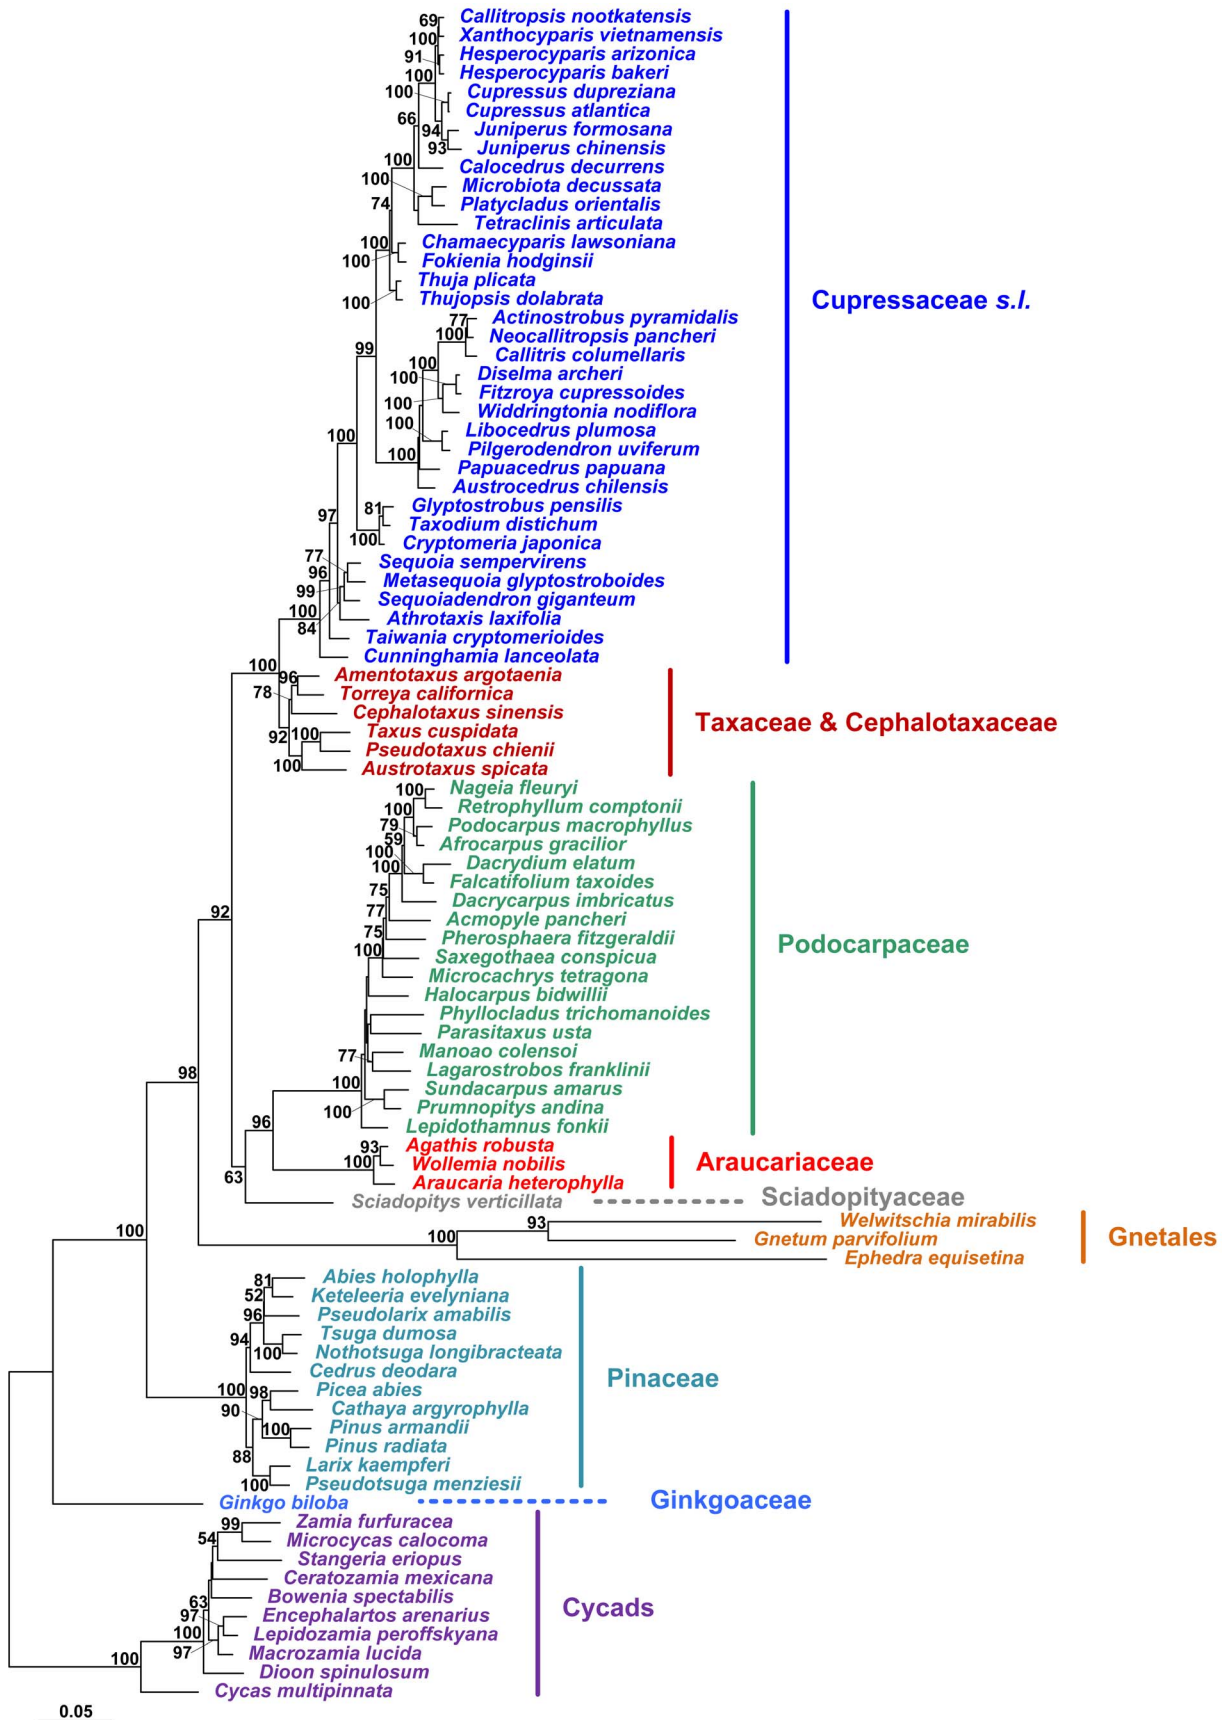 69 Callitropsis nootkatensis
100 Xanthocyparis vietnamensis
91 Hesperocyparis arizonica
100 Hesperocyparis bakeri
100 Cupressus dupreziana
Cupressus atlantica
66 94 Juniperus formosana
93 Juniperus chinensis
100 Calocedrus decurrens
100 Microbiota decussata
74 Platycladus orientalis
Tetraclinis articulata
100 Chamaecyparis lawsoniana
100 Fokienia hodginsii
Thuja plicata
100 Thujopsis dolabrata
Cupressaceae s.l.
77 Actinostrobus pyramidalis
100 Neocallitropsis pancheri
99 Callitris columellaris
100
100 Diselma archeri
100 Fitzroya cupressoides
Widdringtonia nodiflora
100 Libocedrus plumosa
100 Pilgerodendron uviferum
100 Papuacedrus papuana
Austrocedrus chilensis
81 Glyptostrobus pensilis
97 Taxodium distichum
100 Cryptomeria japonica
77 Sequoia sempervirens
96 Metasequoia glyptostroboides
99 Sequoiadendron giganteum
100 Athrotaxis laxifolia
84 Taiwania cryptomerioides
Cunninghamia lanceolata
100 96 Amentotaxus argotaenia
78 Torreya californica
Cephalotaxus sinensis
Taxaceae & Cephalotaxaceae
92 100 Taxus cuspidata
Pseudotaxus chienii
100 Austrotaxus spicata
100 Nageia fleuryi
100 Retrophyllum comptonii
79 Podocarpus macrophyllus
59 Afrocarpus gracilior
100
100 Dacrydium elatum
75 Falcatifolium taxoides
Dacrycarpus imbricatus
92 77 Acmopyle pancheri
75 Pherosphaera fitzgeraldii
Podocarpaceae
100 Saxegothaea conspicua
Microcachrys tetragona
Halocarpus bidwillii
Phyllocladus trichomanoides
Parasitaxus usta
77 Manoao colensoi
98 Lagarostrobos franklinii
100 Sundacarpus amarus
100 Prumnopitys andina
96 Lepidothamnus fonkii
93 Agathis robusta
100 Wollemia nobilis
Araucariaceae
63 Araucaria heterophylla
Sciadopitys verticillata
Sciadopityaceae
93 Welwitschia mirabilis
100 100 Gnetum parvifolium
Gnetales
Ephedra equisetina
81 Abies holophylla
52 Keteleeria evelyniana
96 Pseudolarix amabilis
94 Tsuga dumosa
100 Nothotsuga longibracteata
Cedrus deodara
Pinaceae
100 98 Picea abies
90 Cathaya argyrophylla
100 Pinus armandii
Pinus radiata
88 Larix kaempferi
100 Pseudotsuga menziesii
Ginkgo biloba
Ginkgoaceae
99 Zamia furfuracea
54 Microcycas calocoma
Stangeria eriopus
Ceratozamia mexicana
63 Bowenia spectabilis
Cycads
97 Encephalartos arenarius
100 Lepidozamia peroffskyana
97 Macrozamia lucida
100 Dioon spinulosum
Cycas multipinnata
0.05